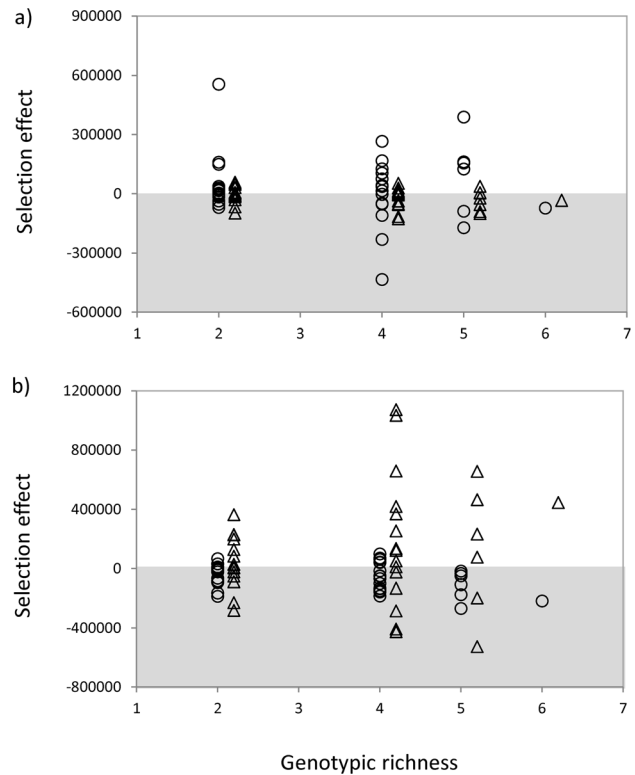 a)
900000
600000
300000
0
-300000
-600000
Selection effect
1 2 3 4 5 6 7
b)
1200000
800000
400000
0
-400000
-800000
Selection effect
1 2 3 4 5 6 7
Genotypic richness